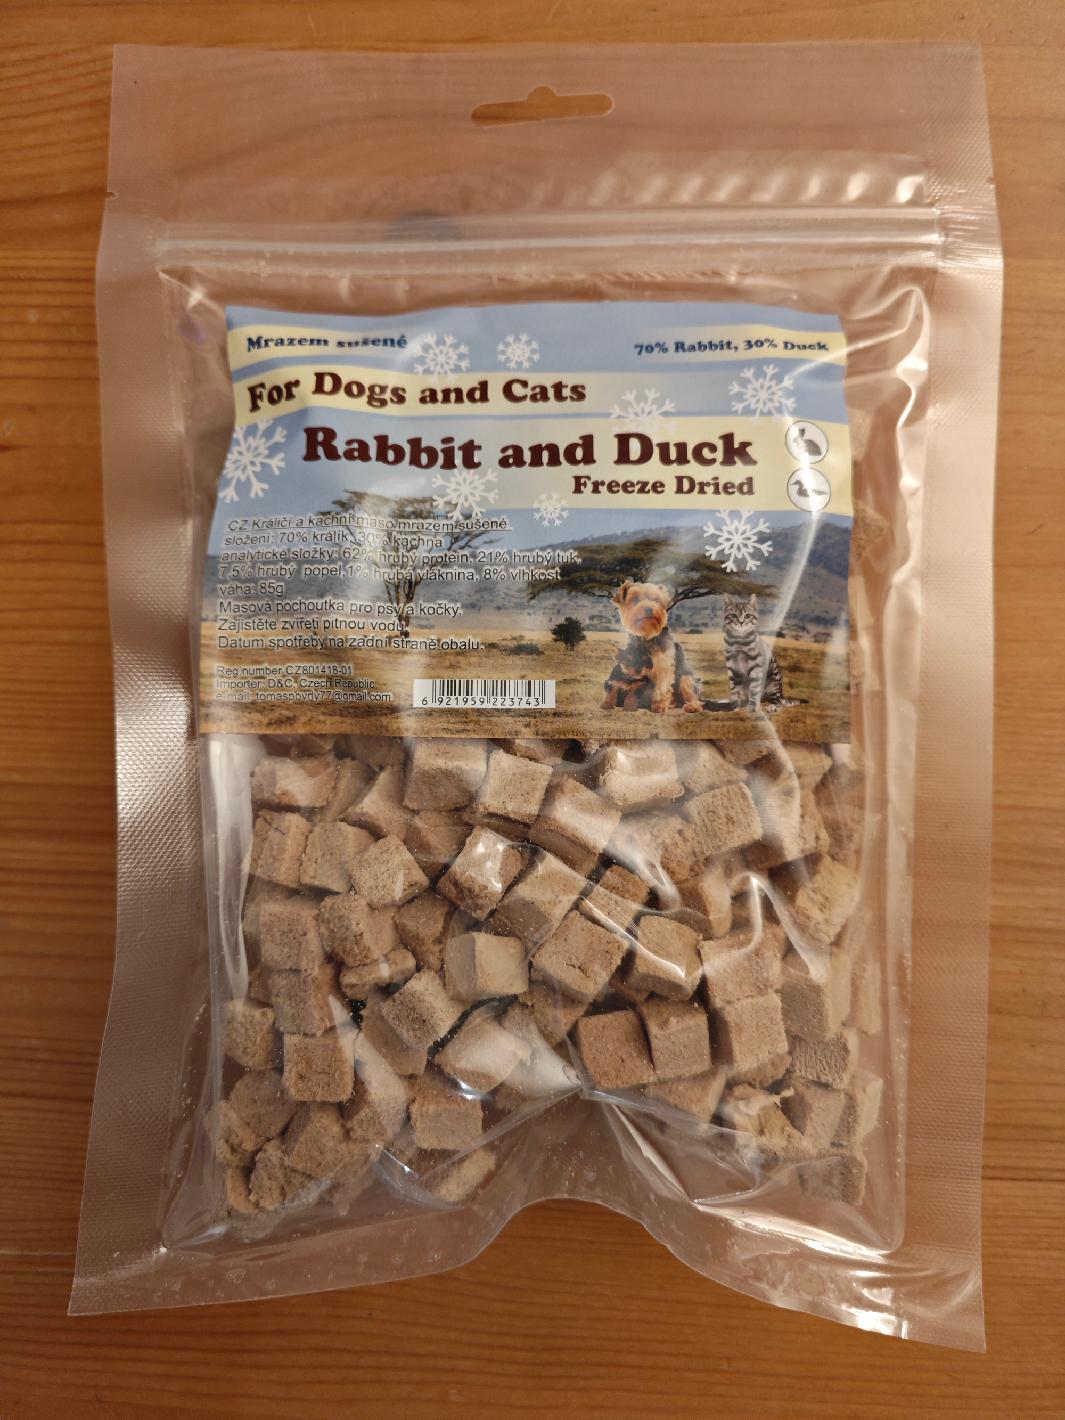 Mrazem sušené
70% Rabbit, 30% Duck
For Dogs and Cats
Rabbit and Duck
Freeze Dried
CZ Králičí a kachní maso mrazem sušené
složení: 70% králík, 30% kachna
analytické složky: 62% hrubý protein, 21% hrubý tuk,
7,5% hrubý popel,1% hrubá vláknina, 8% vlhkost
váha: 85g
Masová pochoutka pro psy a kočky.
Zajistěte zvířeti pitnou vodu.
Datum spotřeby na zadní straně obalu.
Reg.number CZ801418-01
Importer: D&C, Czech Republic
e-mail: tomaspovrly77@gmail.com
6 921959 223743